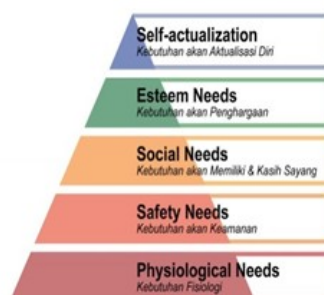 Self-actualization
Kebutuhan akan Aktualisasi Diri
Esteem Needs
Kebutuhan akan Penghargaan
Social Needs
Kebutuhan akan Memiliki & Kasih Sayang
Safety Needs
Kebutuhan akan Keamanan
Physiological Needs
Kebutuhan Fisiologi